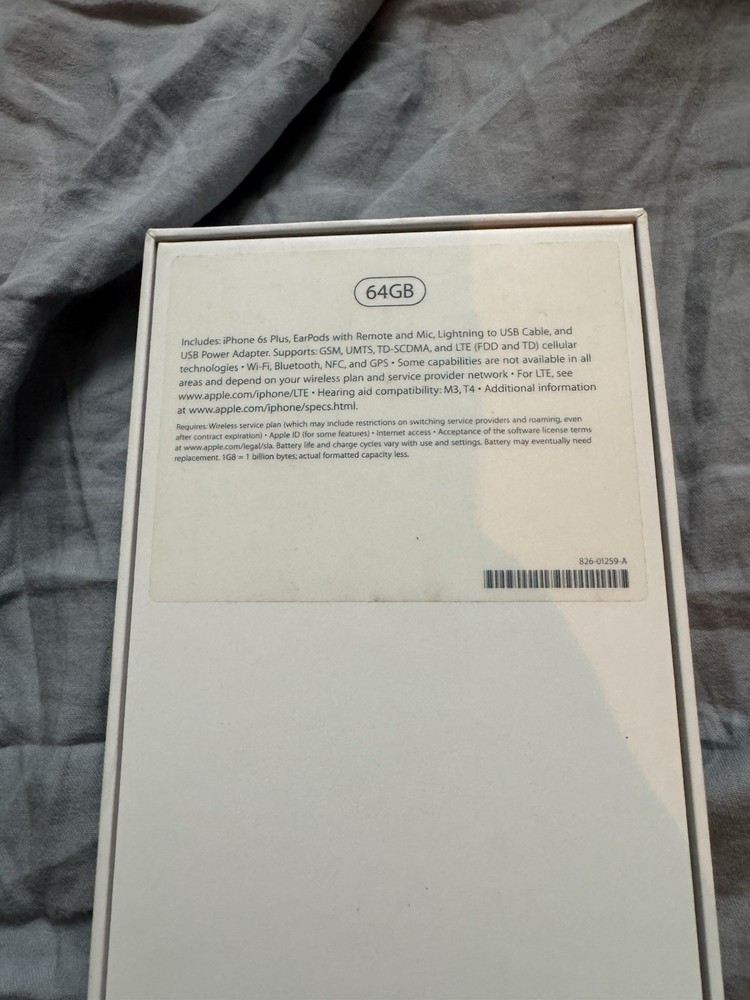 64GB
Includes: iPhone 6s Plus, EarPods with Remote and Mic, Lightning to USB Cable, and
USB Power Adapter. Supports: GSM, UMTS, TD-SCDMA, and LTE (FDD and TD) cellular
technologies • Wi-Fi, Bluetooth, NFC, and GPS • Some capabilities are not available in all
areas and depend on your wireless plan and service provider network • For LTE, see
www.apple.com/iphone/LTE • Hearing aid compatibility: M3, T4 • Additional information
at www.apple.com/iphone/specs.html.
Requires: Wireless service plan (which may include restrictions on switching service providers and roaming, even
after contract expiration) • Apple ID (for some features) • Internet access • Acceptance of the software license terms
at www.apple.com/legal/sla. Battery life and charge cycles vary with use and settings. Battery may eventually need
replacement. 1GB = 1 billion bytes; actual formatted capacity less.
826-01259-A